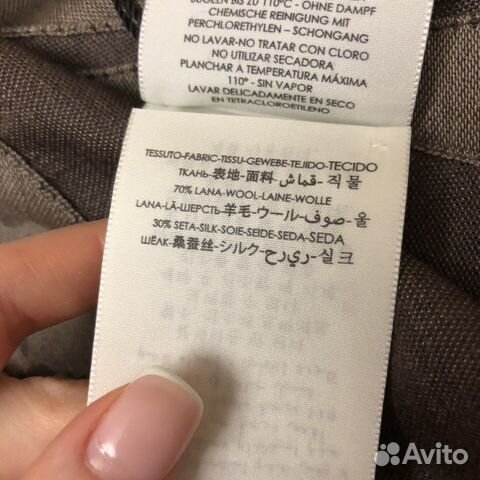 BÜGELN BIS ZU 110°C - OHNE DAMPF
CHEMISCHE REINIGUNG MIT
PERCHLORETHYLEN - SCHONGANG
NO LAVAR-NO TRATAR CON CLORO
NO UTILIZAR SECADORA
PLANCHAR A TEMPERATURA MÁXIMA
110° - SIN VAPOR
LAVAR DELICADAMENTE EN SECO
EN TETRACLOROETILENO
TESSUTO-FABRIC-TISSU-GEWEBE-TEJIDO-TECIDO
ТКАНЬ-表地-面料-قماش-직물
70% LANA-WOOL-LAINE-WOLLE
LANA-LÃ-ШЕРСТЬ-羊毛-ウール-صوف-울
30% SETA-SILK-SOIE-SEIDE-SEDA-SEDA
ШЁЛК-桑蚕丝-シルク-حرير-실크
Avito